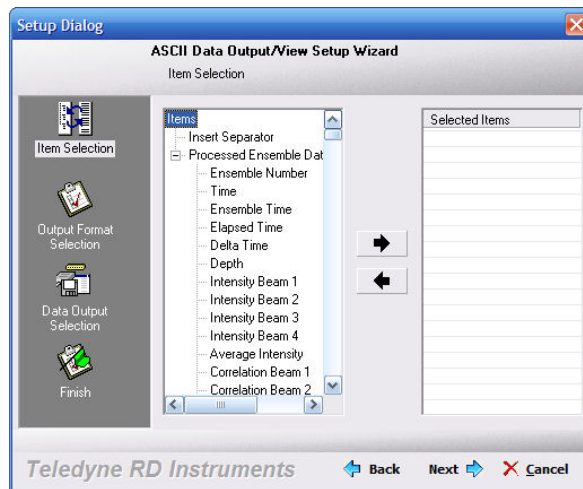 Setup Dialog
ASCII Data Output/View Setup Wizard
Item Selection
Item Selection
Output Format
Selection
Data Output
Selection
Finish
Items
Insert Separator
Processed Ensemble Dat
Ensemble Number
Time
Ensemble Time
Elapsed Time
Delta Time
Depth
Intensity Beam 1
Intensity Beam 2
Intensity Beam 3
Intensity Beam 4
Average Intensity
Correlation Beam 1
Correlation Beam 2
Selected Items
Teledyne RD Instruments
Back
Next
Cancel